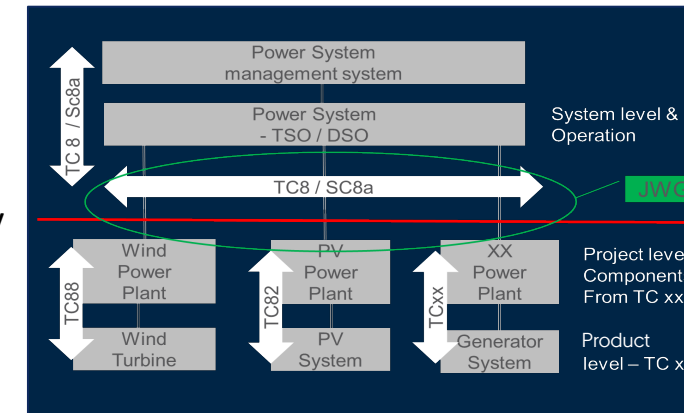 Power System
management system
TC 8 / Sc8a
Power System
- TSO / DSO
System level &
Operation
TC8 / SC8a
JWG
Wind
Power
Plant
PV
Power
Plant
XX
Power
Plant
Project leve
Component
From TC xx
TC88
TC82
TCxx
Wind
Turbine
PV
System
Generator
System
Product
level – TC x